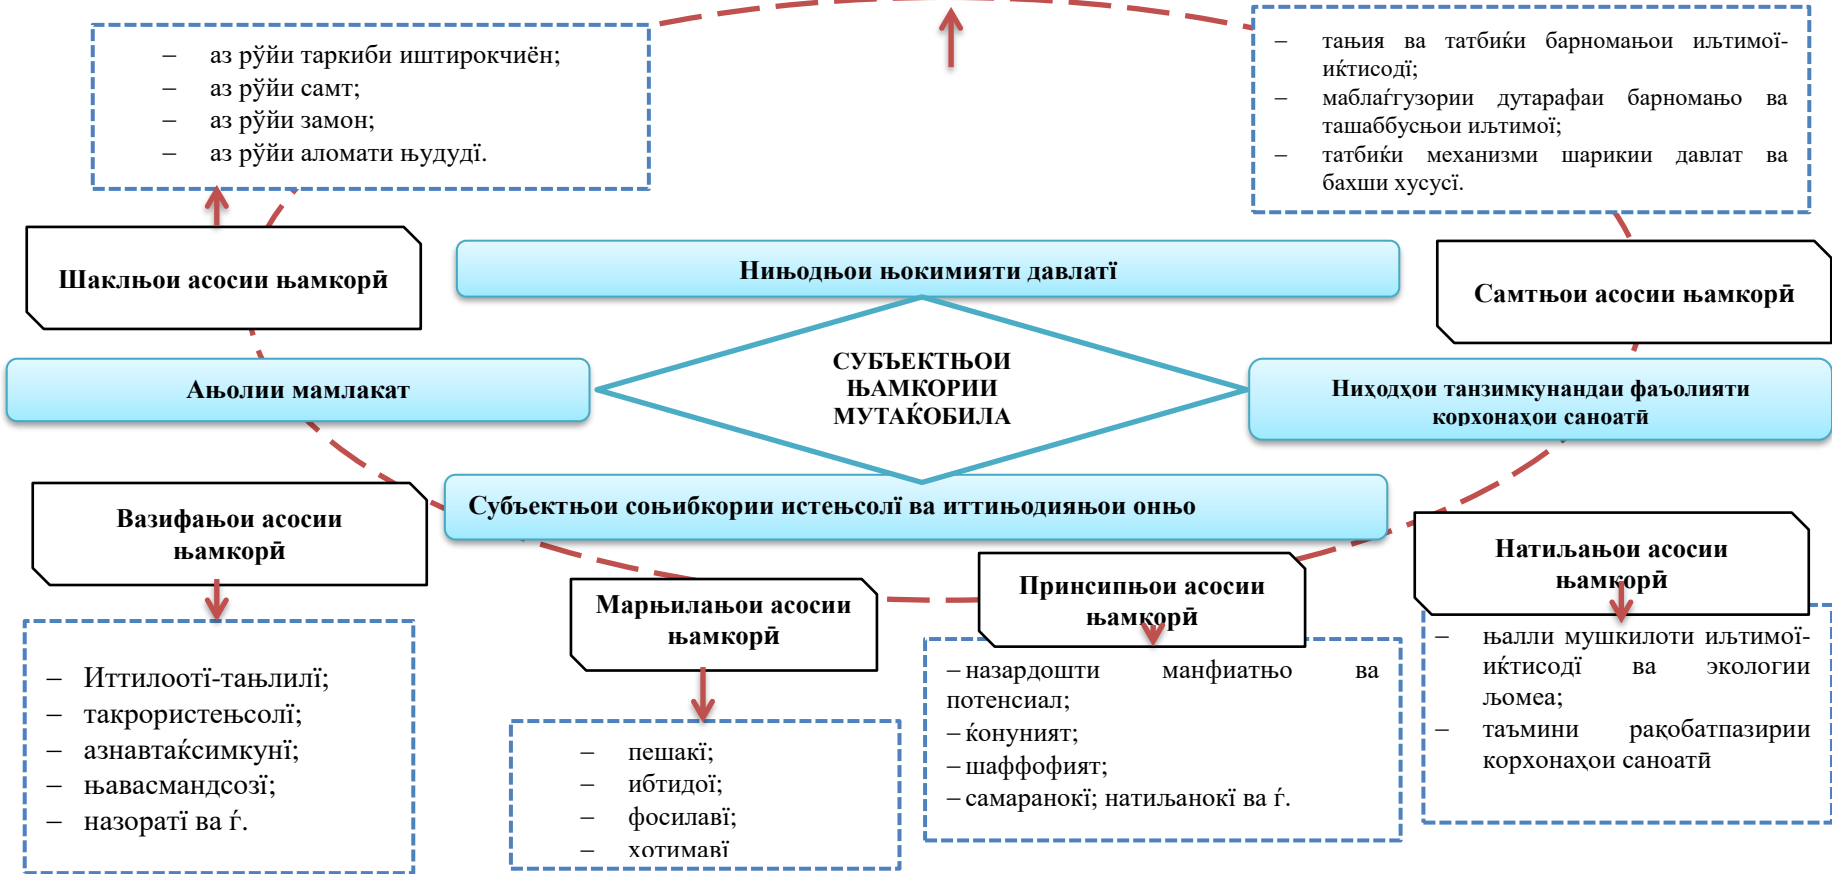 – аз рўйи таркиби иштирокчиён;
– аз рўйи самт;
– аз рўйи замон;
– аз рўйи аломати њудудї.
– тањия ва татбиќи барномањои иљтимої-
иќтисодї;
– маблаѓгузории дутарафаи барномањо ва
ташаббусњои иљтимої;
– татбиќи механизми шарикии давлат ва
бахши хусусї.
Шаклњои асосии њамкорӣ
Нињодњои њокимияти давлатї
Самтњои асосии њамкорӣ
СУБЪЕКТЊОИ
ЊАМКОРИИ
МУТАЌОБИЛА
Ањолии мамлакат
Ниҳодҳои танзимкунандаи фаъолияти
корхонаҳои саноатӣ
Субъектњои соњибкории истењсолї ва иттињодияњои онњо
Вазифањои асосии
њамкорӣ
Марњилањои асосии
њамкорӣ
Принсипњои асосии
њамкорӣ
Натиљањои асосии
њамкорӣ
– Иттилоотї-тањлилї;
– такрористењсолї;
– азнавтаќсимкунї;
– њавасмандсозї;
– назоратї ва ѓ.
– пешакї;
– ибтидої;
– фосилавї;
– хотимавї
– назардошти манфиатњо ва
потенсиал;
– ќонуният;
– шаффофият;
– самаранокї; натиљанокї ва ѓ.
– њалли мушкилоти иљтимої-
иќтисодї ва экологии
љомеа;
– таъмини рақобатпазирии
корхонаҳои саноатӣ